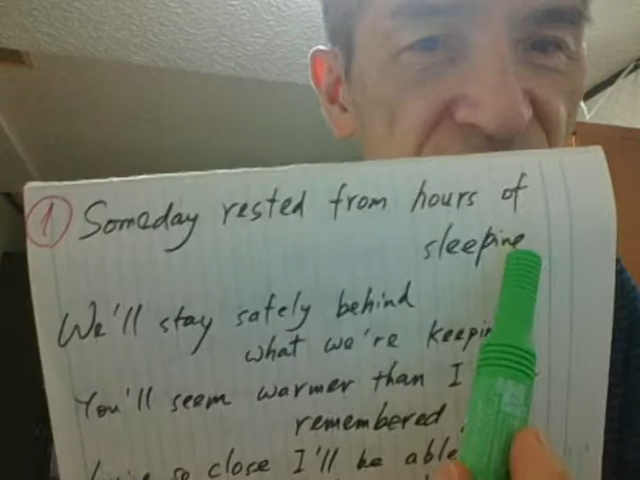 ① Someday rested from hours of
sleeping
We'll stay safely behind
what we're keepin
You'll seem warmer than I
remembered
so close I'll be able